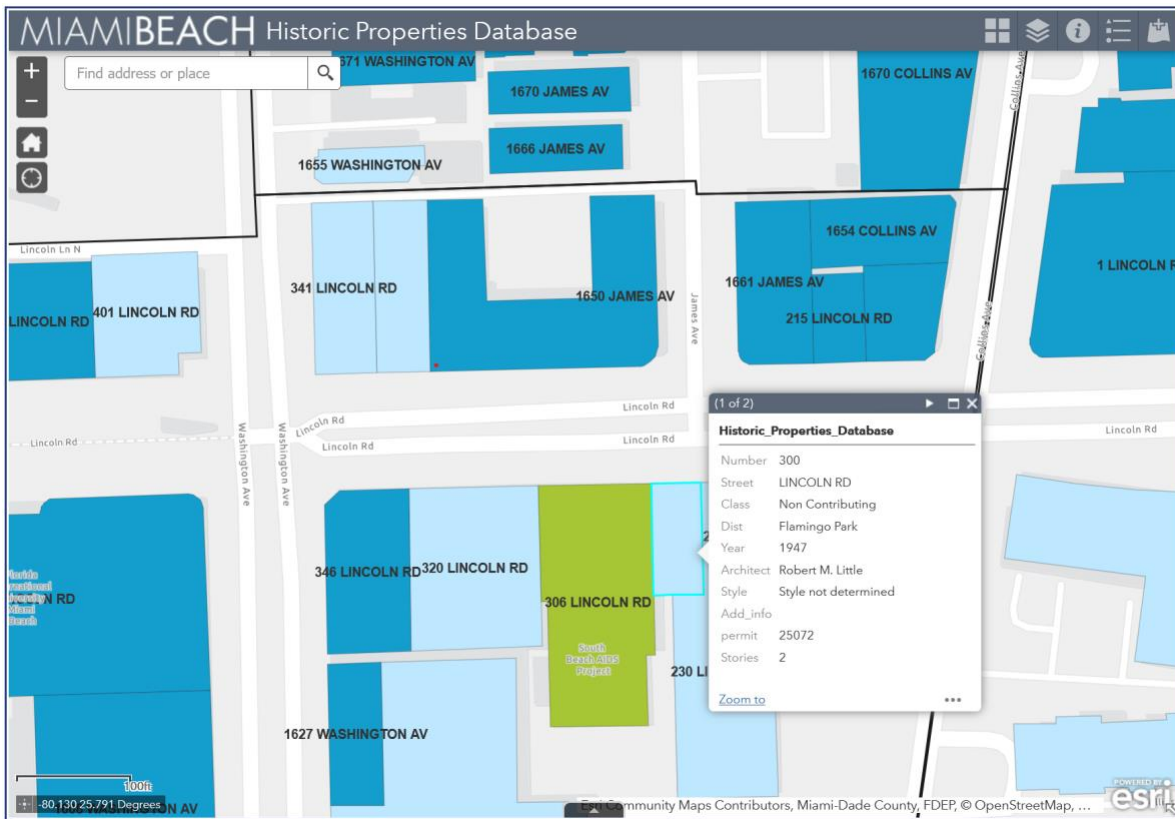 MIAMIBEACH Historic Properties Database
Find address or place
671 WASHINGTON AV
1670 JAMES AV
1670 COLLINS AV
Collins Ave
1666 JAMES AV
1655 WASHINGTON AV
Lincoln Ln N
1654 COLLINS AV
341 LINCOLN RD
1650 JAMES AV
1661 JAMES AV
1 LINCOLN R
LINCOLN RD
401 LINCOLN RD
James Ave
215 LINCOLN RD
Collins Ave
Lincoln Rd
Lincoln Rd
Lincoln Rd
Lincoln Rd
Lincoln Rd
Lincoln Rd
Washington Ave
Washington Ave
(1 of 2)
Historic_Properties_Database
Number 300
Street LINCOLN RD
Class Non Contributing
Dist Flamingo Park
Year 1947
Architect Robert M. Little
Style Style not determined
Add_info
permit 25072
Stories 2
Zoom to
346 LINCOLN RD
320 LINCOLN RD
306 LINCOLN RD
South
Beach AIDS
Project
230 LI
N RD
Miami
Beach
1627 WASHINGTON AV
100ft
-80.130 25.791 Degrees
WASHINGTON AV
Esri Community Maps Contributors, Miami-Dade County, FDEP, © OpenStreetMap, ...
POWERED BY
esri